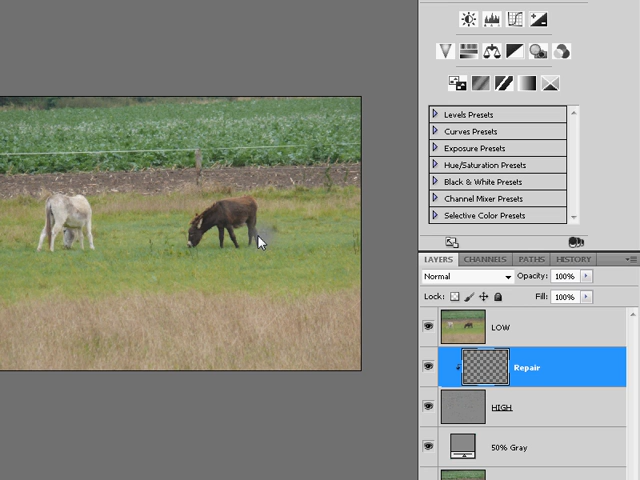 Levels Presets
Curves Presets
Exposure Presets
Hue/Saturation Presets
Black & White Presets
Channel Mixer Presets
Selective Color Presets
LAYERS CHANNELS PATHS HISTORY
Normal Opacity: 100%
Lock: Fill: 100%
LOW
Repair
HIGH
50% Gray